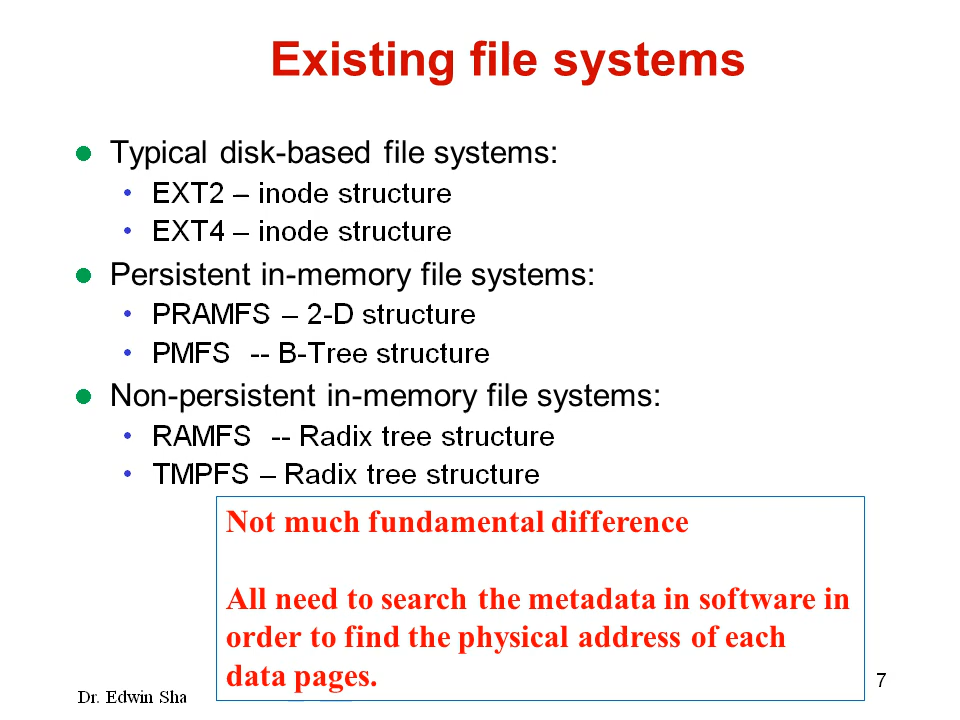 Existing file systems
Typical disk-based file systems:
EXT2 – inode structure
EXT4 – inode structure
Persistent in-memory file systems:
PRAMFS – 2-D structure
PMFS -- B-Tree structure
Non-persistent in-memory file systems:
RAMFS -- Radix tree structure
TMPFS – Radix tree structure
Not much fundamental difference
All need to search the metadata in software in
order to find the physical address of each
data pages.
Dr. Edwin Sha
7